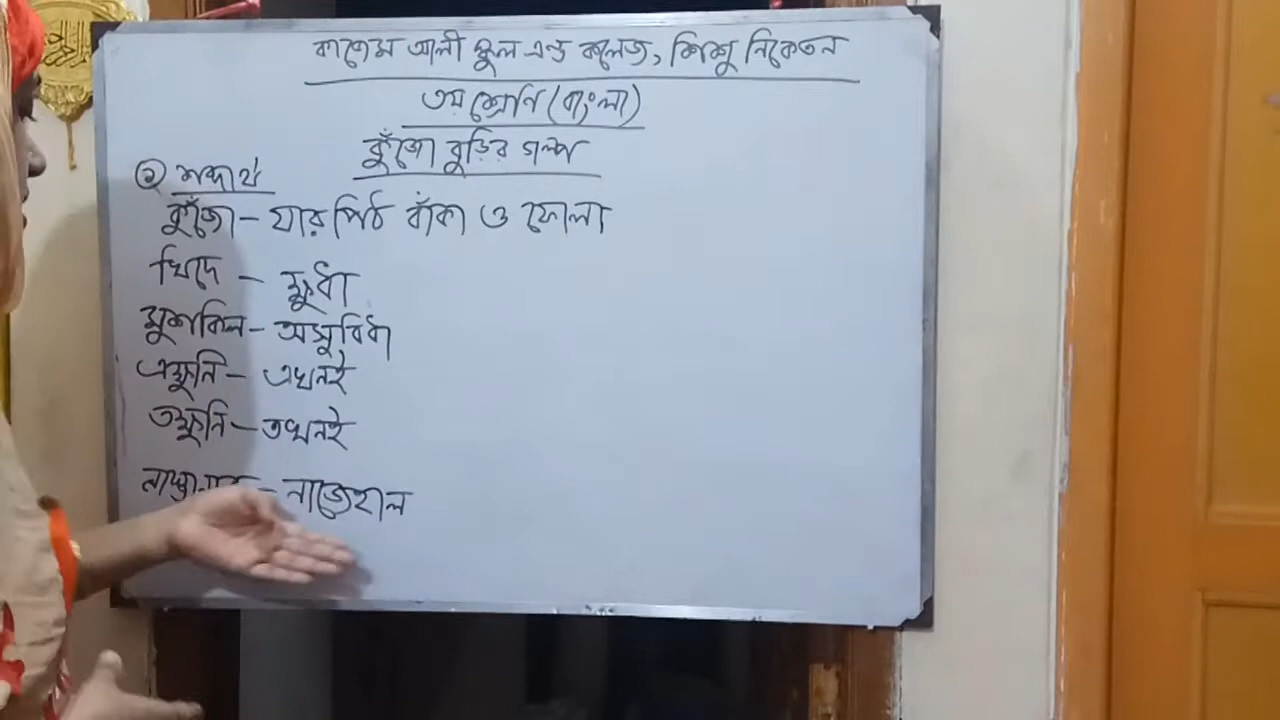 কাজেম আলী স্কুল এন্ড কলেজ, শিশু নিকেতন
৩য় শ্রেণি (বাংলা)
কুঁজো বুড়ির গল্প
১ শব্দার্থ
কুঁজো - যার পিঠ বাঁকা ও ফোলা
খিদে - ক্ষুধা
মুশকিল - অসুবিধা
এক্ষুনি - এখনই
তক্ষুনি - তখনই
- নাজেহাল